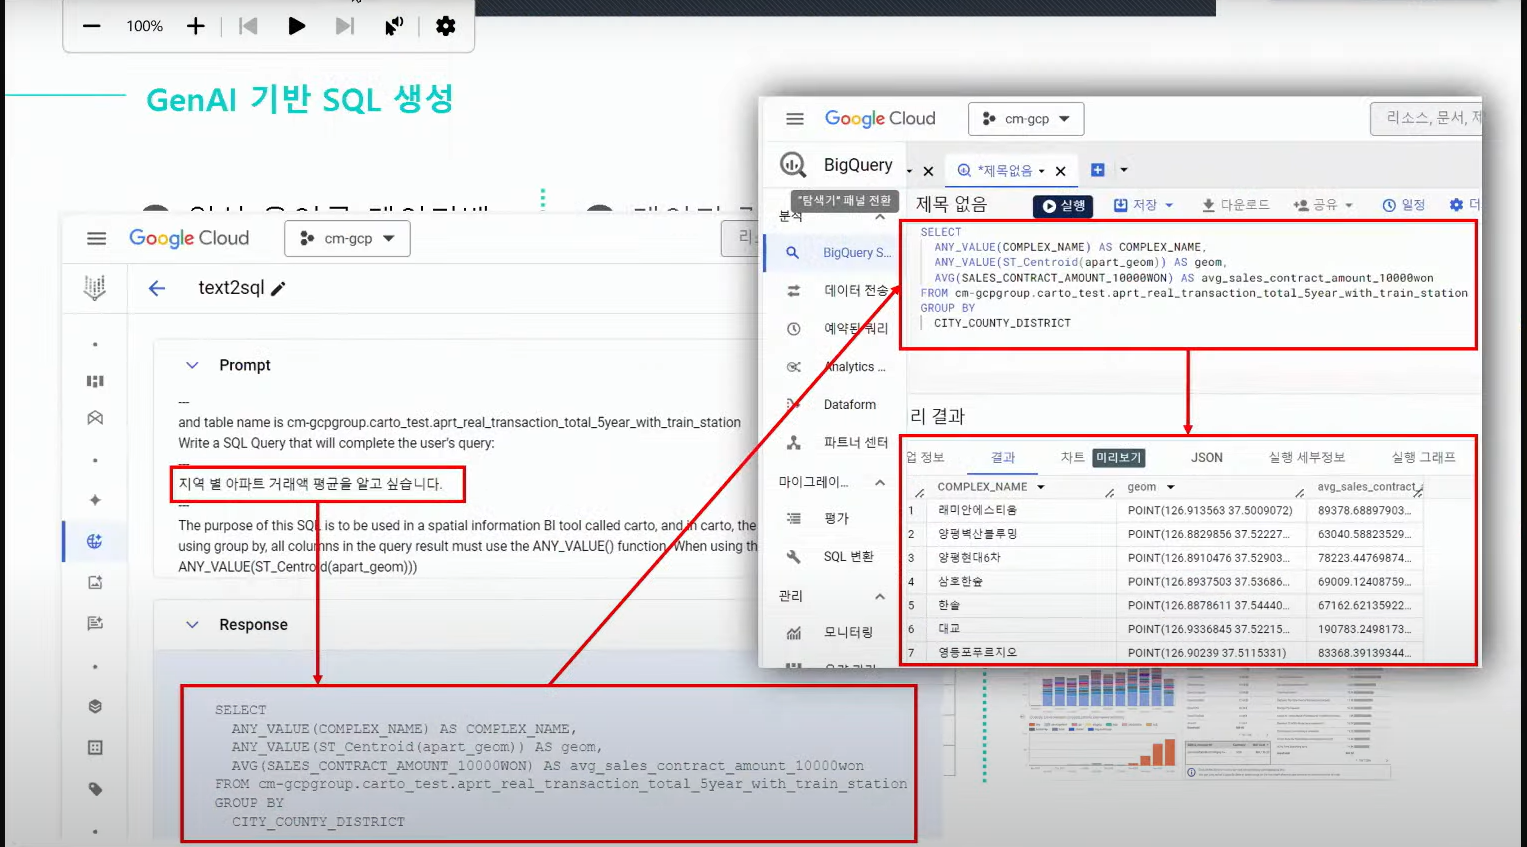 100%
GenAI 기반 SQL 생성
Google Cloud
cm-gcp
text2sql
Prompt
---
and table name is cm-gcpgroup.carto_test.aprt_real_transaction_total_5year_with_train_station
Write a SQL Query that will complete the user's query:
---
지역 별 아파트 거래액 평균을 알고 싶습니다.
---
The purpose of this SQL is to be used in a spatial information BI tool called carto, and in carto, the
using group by, all columns in the query result must use the ANY_VALUE() function. When using th
ANY_VALUE(ST_Centroid(apart_geom)))
Response
SELECT
ANY_VALUE(COMPLEX_NAME) AS COMPLEX_NAME,
ANY_VALUE(ST_Centroid(apart_geom)) AS geom,
AVG(SALES_CONTRACT_AMOUNT_10000WON) AS avg_sales_contract_amount_10000won
FROM cm-gcpgroup.carto_test.aprt_real_transaction_total_5year_with_train_station
GROUP BY
CITY_COUNTY_DISTRICT
Google Cloud
cm-gcp
리소스, 문서, 제
BigQuery
*제목없음
"탐색기" 패널 전환
분석
BigQuery S...
데이터 전송
예약된 쿼리
Analytics ...
Dataform
파트너 센터
마이그레이...
평가
SQL 변환
관리
모니터링
제목 없음
실행
저장
다운로드
공유
일정
더
SELECT
ANY_VALUE(COMPLEX_NAME) AS COMPLEX_NAME,
ANY_VALUE(ST_Centroid(apart_geom)) AS geom,
AVG(SALES_CONTRACT_AMOUNT_10000WON) AS avg_sales_contract_amount_10000won
FROM cm-gcpgroup.carto_test.aprt_real_transaction_total_5year_with_train_station
GROUP BY
CITY_COUNTY_DISTRICT
리 결과
업 정보 결과 차트 미리보기 JSON 실행 세부정보 실행 그래프
COMPLEX_NAME geom avg_sales_contract_
1 래미안에스티움 POINT(126.913563 37.5009072) 89378.68897903...
2 양평벽산블루밍 POINT(126.8829856 37.52227... 63040.58823529...
3 양평현대6차 POINT(126.8910476 37.52903... 78223.44769874...
4 삼호한숲 POINT(126.8937503 37.53686... 69009.12408759...
5 한솔 POINT(126.8878611 37.54440... 67162.62135922...
6 대교 POINT(126.9336845 37.52215... 190783.2498173...
7 영등포푸르지오 POINT(126.90239 37.5115331) 83368.39139344...